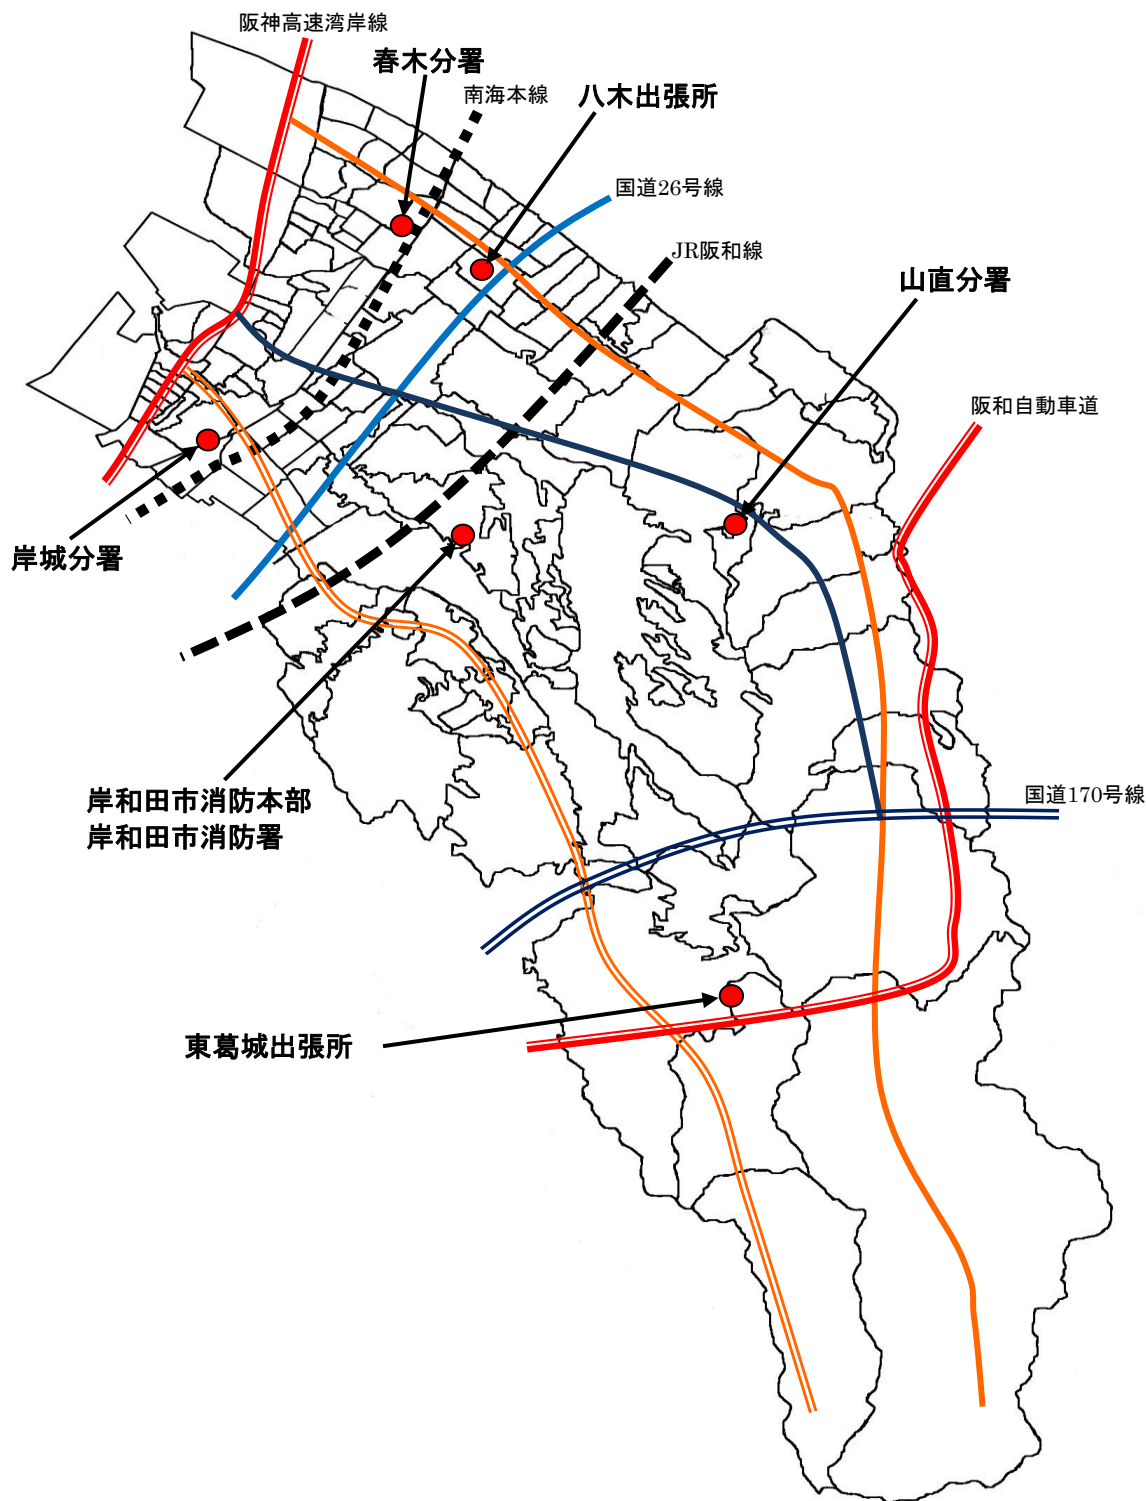 阪神高速湾岸線
春木分署
南海本線
八木出張所
国道26号線
JR阪和線
山直分署
阪和自動車道
岸城分署
岸和田市消防本部
岸和田市消防署
国道170号線
東葛城出張所